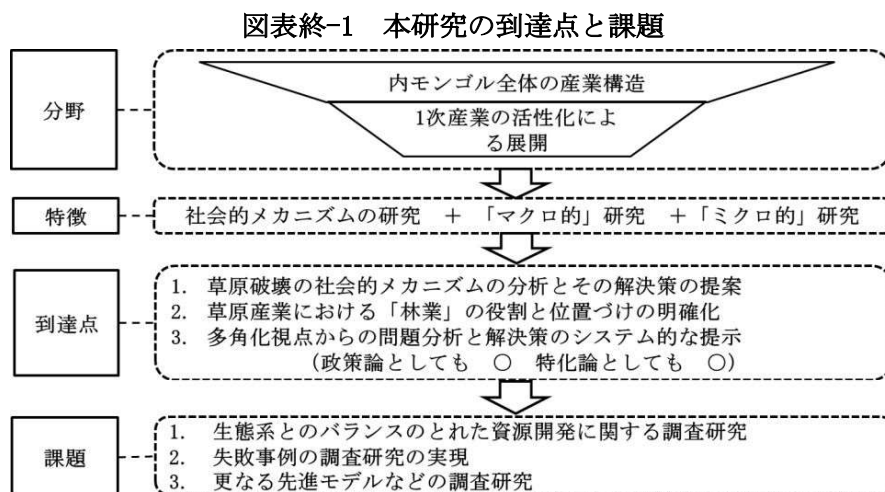 図表終-1　本研究の到達点と課題
分野
内モンゴル全体の産業構造
1次産業の活性化によ
る展開
特徴
社会的メカニズムの研究　+　「マクロ的」研究　+「ミクロ的」研究
到達点
1.　草原破壊の社会的メカニズムの分析とその解決策の提案
2.　草原産業における「林業」の役割と位置づけの明確化
3.　多角化視点からの問題分析と解決策のシステム的な提示
（政策論としても　○　特化論としても　○）
課題
1.　生態系とのバランスのとれた資源開発に関する調査研究
2.　失敗事例の調査研究の実現
3.　更なる先進モデルなどの調査研究